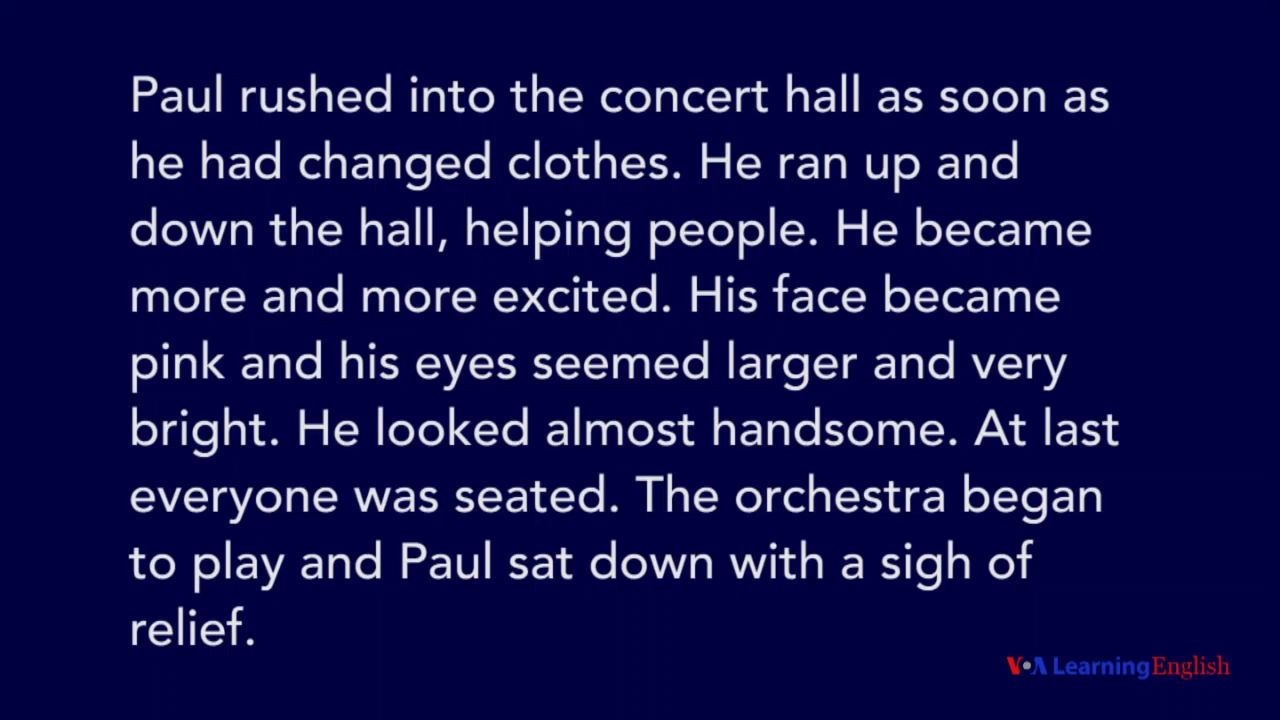 Paul rushed into the concert hall as soon as
he had changed clothes. He ran up and
down the hall, helping people. He became
more and more excited. His face became
pink and his eyes seemed larger and very
bright. He looked almost handsome. At last
everyone was seated. The orchestra began
to play and Paul sat down with a sigh of
relief.
VOA Learning English